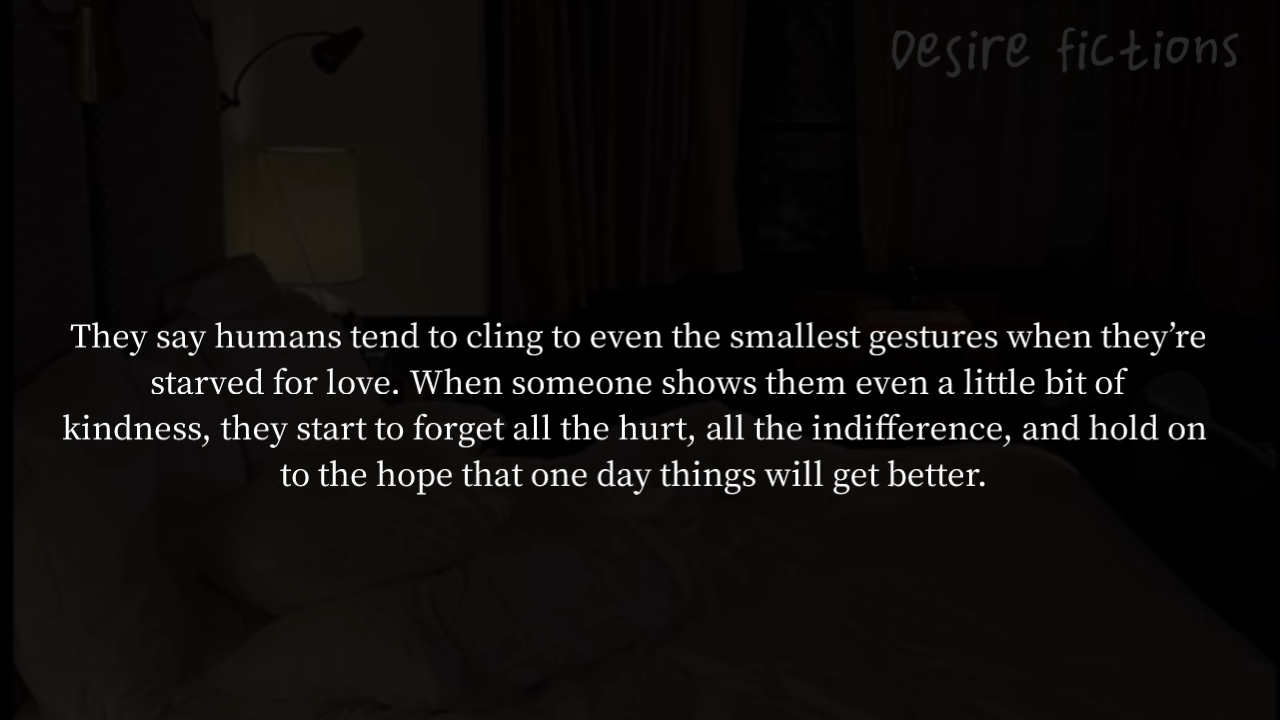 Desire fictions
They say humans tend to cling to even the smallest gestures when they’re
starved for love. When someone shows them even a little bit of
kindness, they start to forget all the hurt, all the indifference, and hold on
to the hope that one day things will get better.